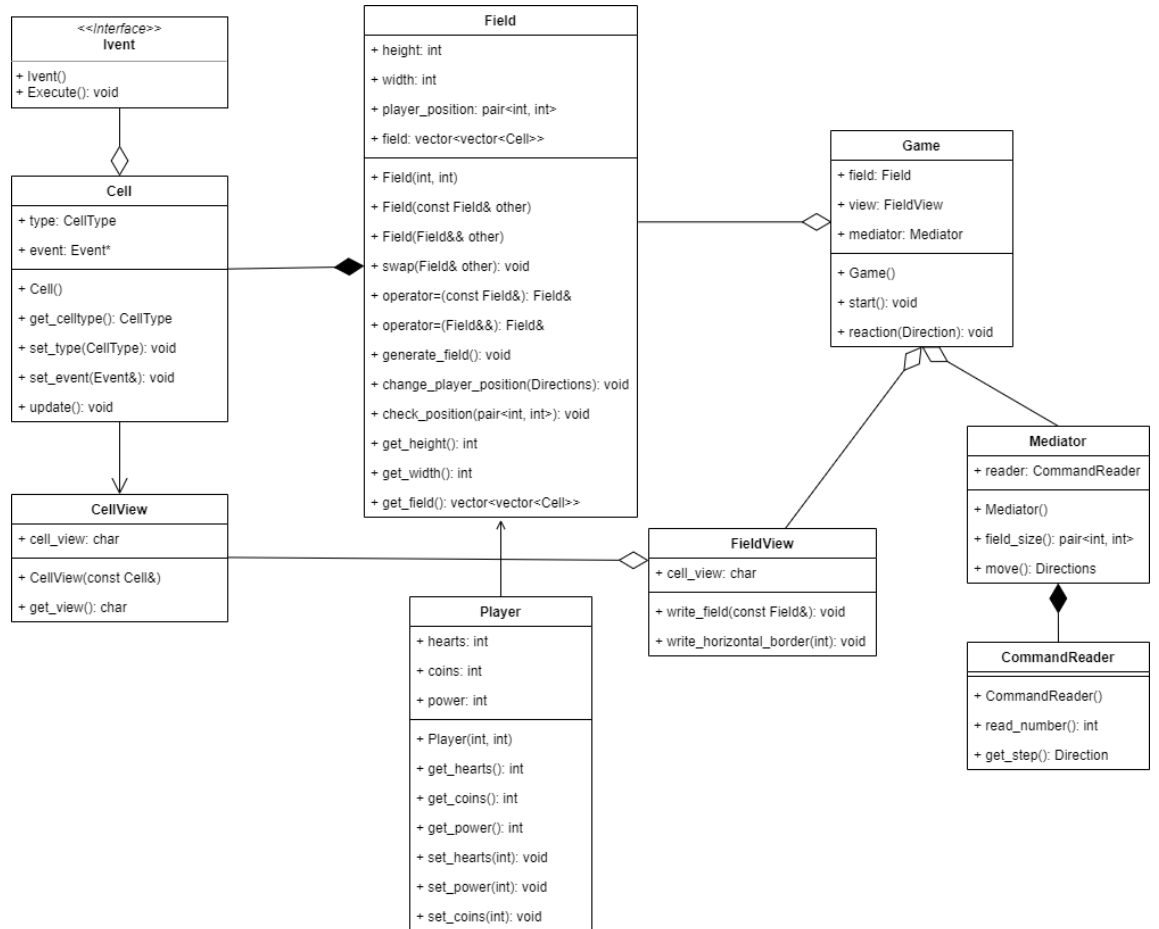 <<Interface>>
Ivent
+ Ivent()
+ Execute(): void
Cell
+ type: CellType
+ event: Event*
+ Cell()
+ get_celltype(): CellType
+ set_type(CellType): void
+ set_event(Event&): void
+ update(): void
CellView
+ cell_view: char
+ CellView(const Cell&)
+ get_view(): char
Field
+ height: int
+ width: int
+ player_position: pair<int, int>
+ field: vector<vector<Cell>>
+ Field(int, int)
+ Field(const Field& other)
+ Field(Field&& other)
+ swap(Field& other): void
+ operator=(const Field&): Field&
+ operator=(Field&&): Field&
+ generate_field(): void
+ change_player_position(Directions): void
+ check_position(pair<int, int>): void
+ get_height(): int
+ get_width(): int
+ get_field(): vector<vector<Cell>>
Player
+ hearts: int
+ coins: int
+ power: int
+ Player(int, int)
+ get_hearts(): int
+ get_coins(): int
+ get_power(): int
+ set_hearts(int): void
+ set_power(int): void
+ set_coins(int): void
Game
+ field: Field
+ view: FieldView
+ mediator: Mediator
+ Game()
+ start(): void
+ reaction(Direction): void
FieldView
+ cell_view: char
+ write_field(const Field&): void
+ write_horizontal_border(int): void
Mediator
+ reader: CommandReader
+ Mediator()
+ field_size(): pair<int, int>
+ move(): Directions
CommandReader
+ CommandReader()
+ read_number(): int
+ get_step(): Direction